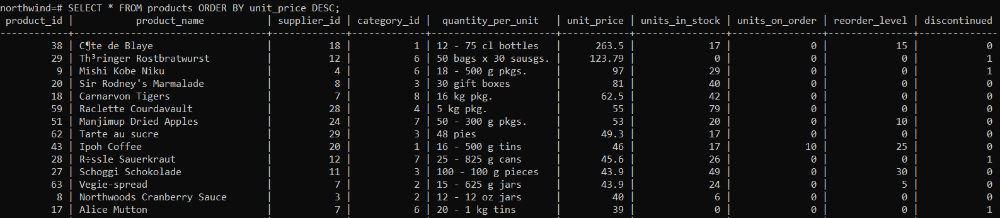 northwind=# SELECT * FROM products ORDER BY unit_price DESC;
product_id | product_name | supplier_id | category_id | quantity_per_unit | unit_price | units_in_stock | units_on_order | reorder_level | discontinued
38 | C¶te de Blaye | 18 | 1 | 12 - 75 cl bottles | 263.5 | 17 | 0 | 15 | 0
29 | Th³ringer Rostbratwurst | 12 | 6 | 50 bags x 30 sausgs. | 123.79 | 0 | 0 | 0 | 1
9 | Mishi Kobe Niku | 4 | 6 | 18 - 500 g pkgs. | 97 | 29 | 0 | 0 | 1
20 | Sir Rodney's Marmalade | 8 | 3 | 30 gift boxes | 81 | 40 | 0 | 0 | 0
18 | Carnarvon Tigers | 7 | 8 | 16 kg pkg. | 62.5 | 42 | 0 | 0 | 0
59 | Raclette Courdavault | 28 | 4 | 5 kg pkg. | 55 | 79 | 0 | 0 | 0
51 | Manjimup Dried Apples | 24 | 7 | 50 - 300 g pkgs. | 53 | 20 | 0 | 10 | 0
62 | Tarte au sucre | 29 | 3 | 48 pies | 49.3 | 17 | 0 | 0 | 0
43 | Ipoh Coffee | 20 | 1 | 16 - 500 g tins | 46 | 17 | 10 | 25 | 0
28 | R÷ssle Sauerkraut | 12 | 7 | 25 - 825 g cans | 45.6 | 26 | 0 | 0 | 1
27 | Schoggi Schokolade | 11 | 3 | 100 - 100 g pieces | 43.9 | 49 | 0 | 30 | 0
63 | Vegie-spread | 7 | 2 | 15 - 625 g jars | 43.9 | 24 | 0 | 5 | 0
8 | Northwoods Cranberry Sauce | 3 | 2 | 12 - 12 oz jars | 40 | 6 | 0 | 0 | 0
17 | Alice Mutton | 7 | 6 | 20 - 1 kg tins | 39 | 0 | 0 | 0 | 1